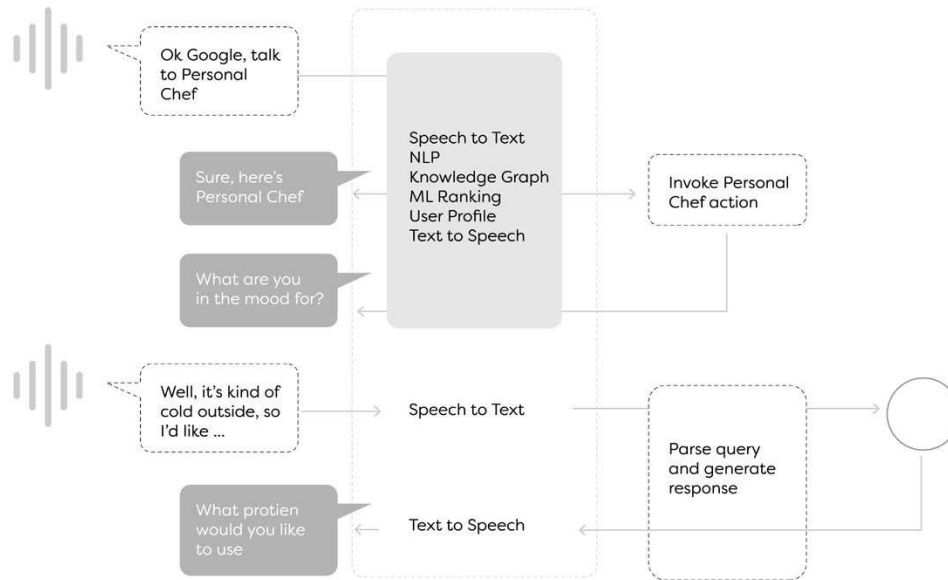 Ok Google, talk
to Personal
Chef
Speech to Text
NLP
Knowledge Graph
ML Ranking
User Profile
Text to Speech
Sure, here's
Personal Chef
Invoke Personal
Chef action
What are you
in the mood for?
Well, it's kind of
cold outside, so
I'd like ...
Speech to Text
Parse query
and generate
response
What protien
would you like
to use
Text to Speech